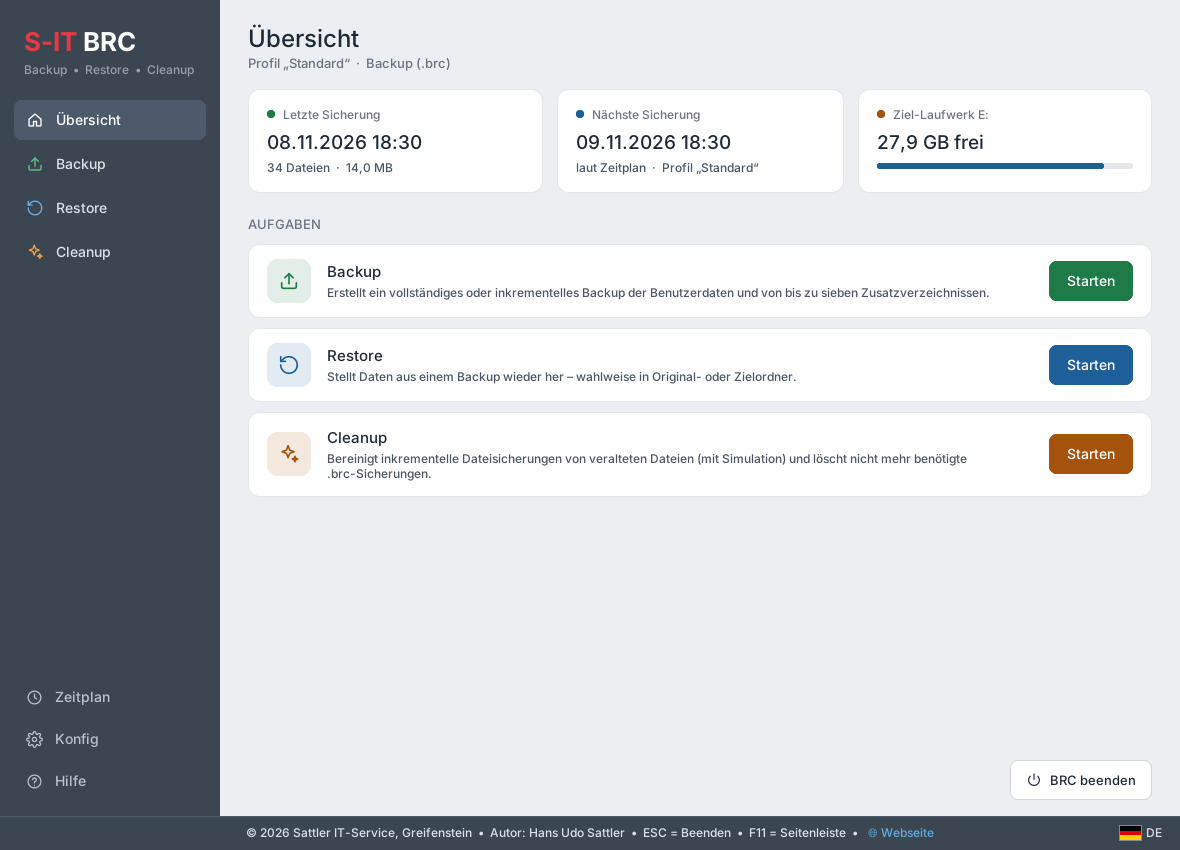 S-IT BRC
Backup • Restore • Cleanup
Übersicht
Backup
Restore
Cleanup
Zeitplan
Konfig
Hilfe
Übersicht
Profil „Standard“ · Backup (.brc)
Letzte Sicherung
08.11.2026 18:30
34 Dateien · 14,0 MB
Nächste Sicherung
09.11.2026 18:30
laut Zeitplan · Profil „Standard“
Ziel-Laufwerk E:
27,9 GB frei
AUFGABEN
Backup
Erstellt ein vollständiges oder inkrementelles Backup der Benutzerdaten und von bis zu sieben Zusatzverzeichnissen.
Starten
Restore
Stellt Daten aus einem Backup wieder her – wahlweise in Original- oder Zielordner.
Starten
Cleanup
Bereinigt inkrementelle Dateisicherungen von veralteten Dateien (mit Simulation) und löscht nicht mehr benötigte
.brc-Sicherungen.
Starten
BRC beenden
© 2026 Sattler IT-Service, Greifenstein • Autor: Hans Udo Sattler • ESC = Beenden • F11 = Seitenleiste • Webseite
DE